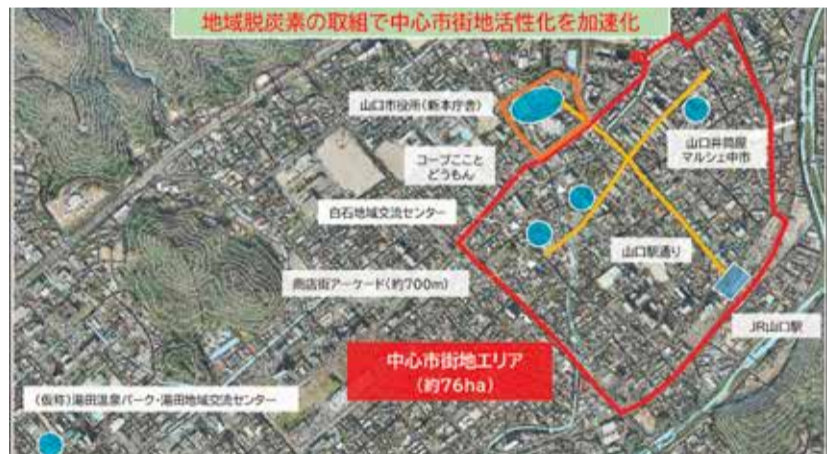 地域脱炭素の取組で中心市街地活性化を加速化
山口市役所(新本庁舎)
コープここと
どうもん
山口井筒屋
マルシェ中市
白石地域交流センター
山口駅通り
商店街アーケード(約700m)
JR山口駅
中心市街地エリア
(約76ha)
(仮称)湯田温泉パーク・湯田地域交流センター